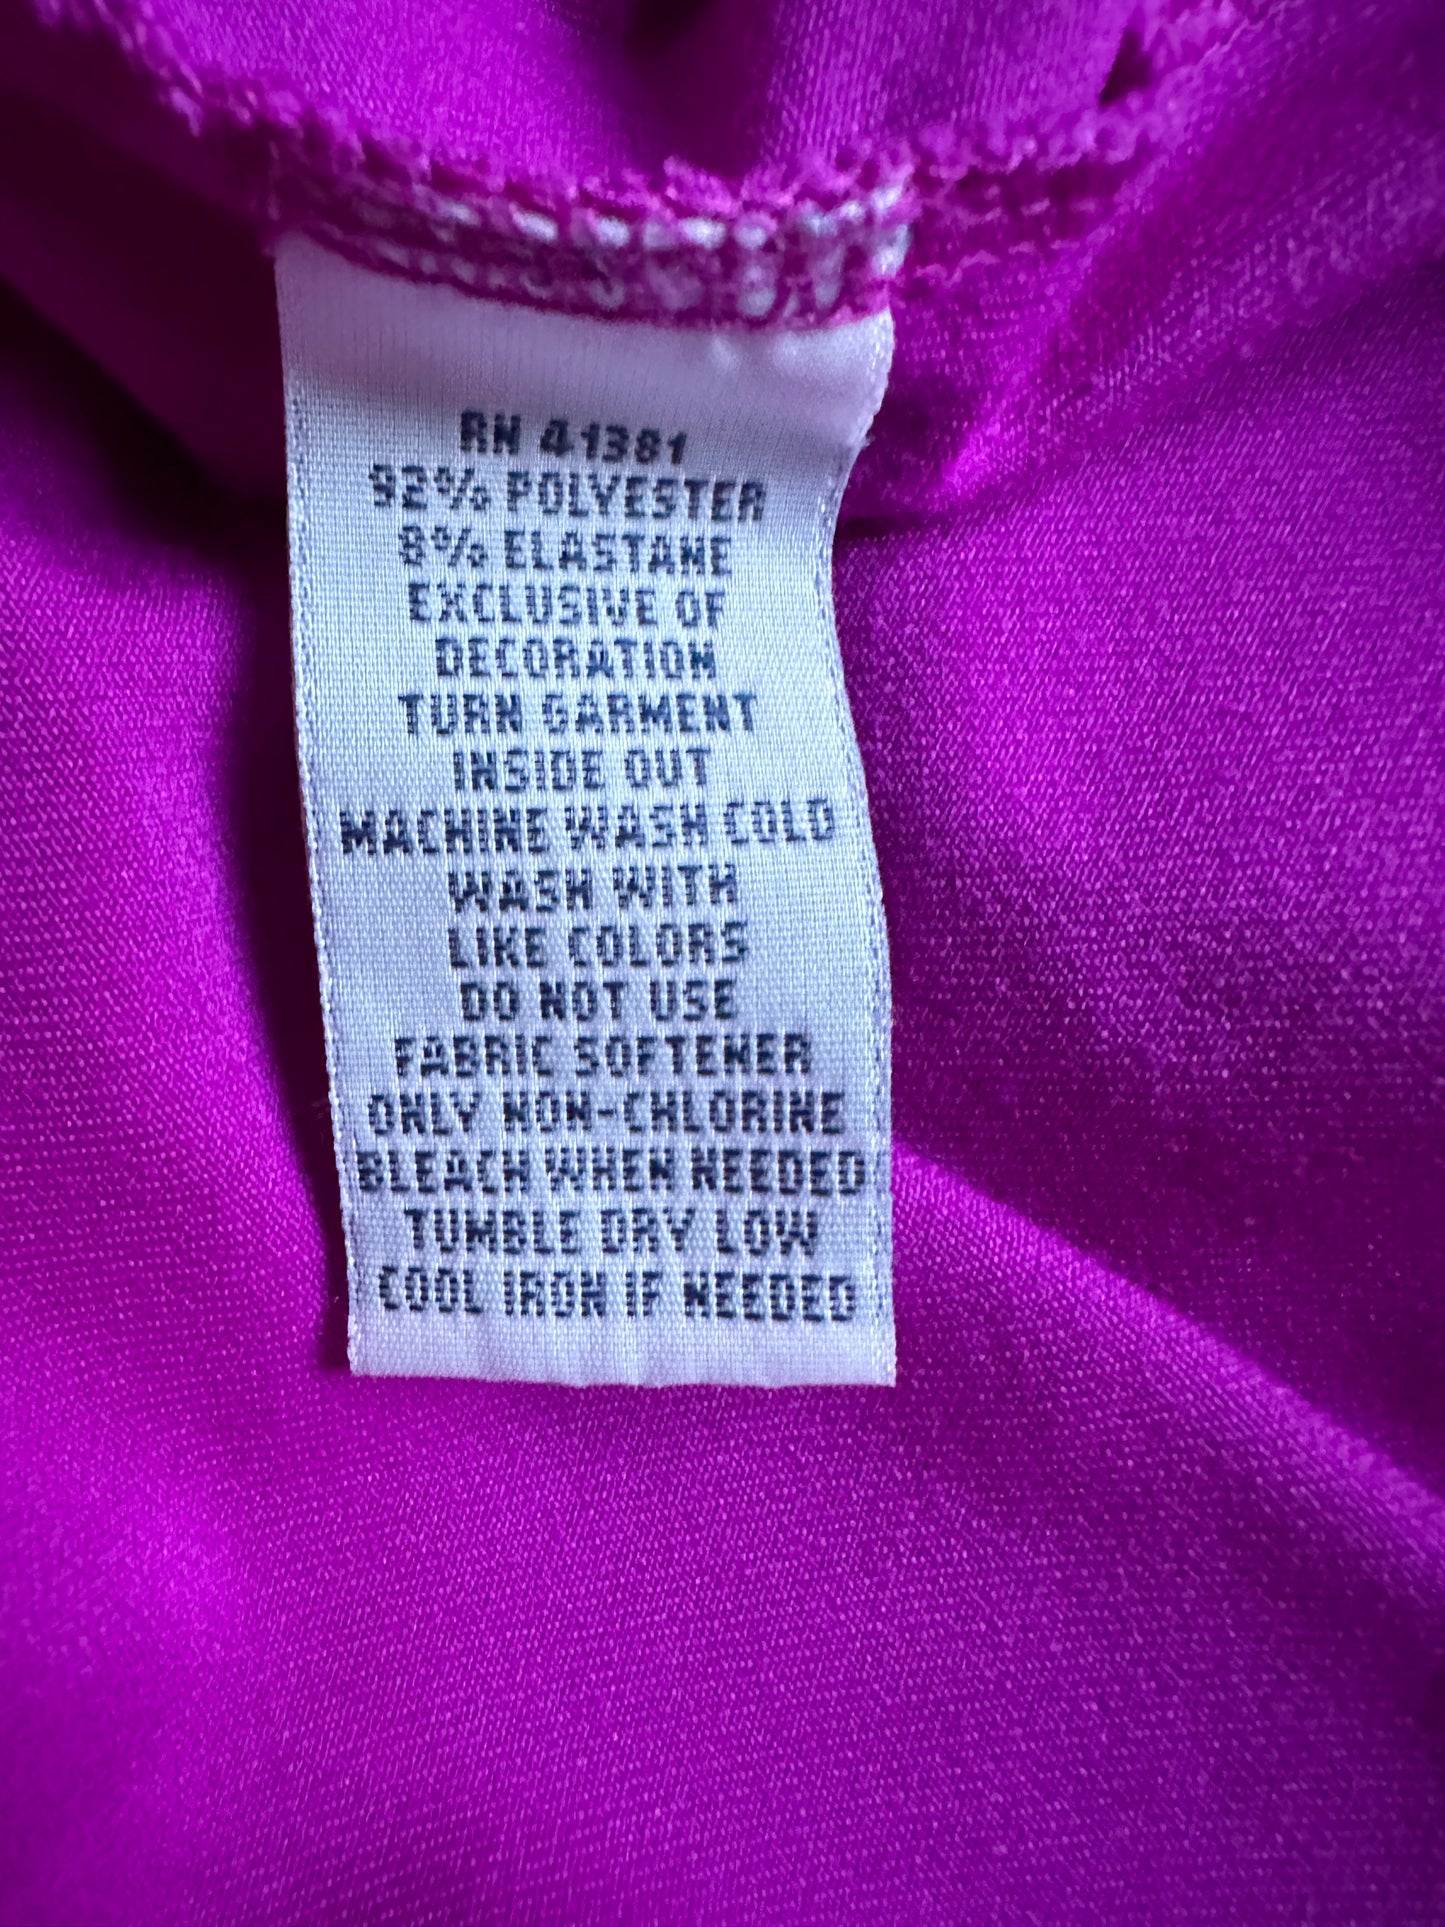 RN 41381
92% POLYESTER
8% ELASTANE
EXCLUSIVE OF
DECORATION
TURN GARMENT
INSIDE OUT
MACHINE WASH COLD
WASH WITH
LIKE COLORS
DO NOT USE
FABRIC SOFTENER
ONLY NON-CHLORINE
BLEACH WHEN NEEDED
TUMBLE DRY LOW
COOL IRON IF NEEDED